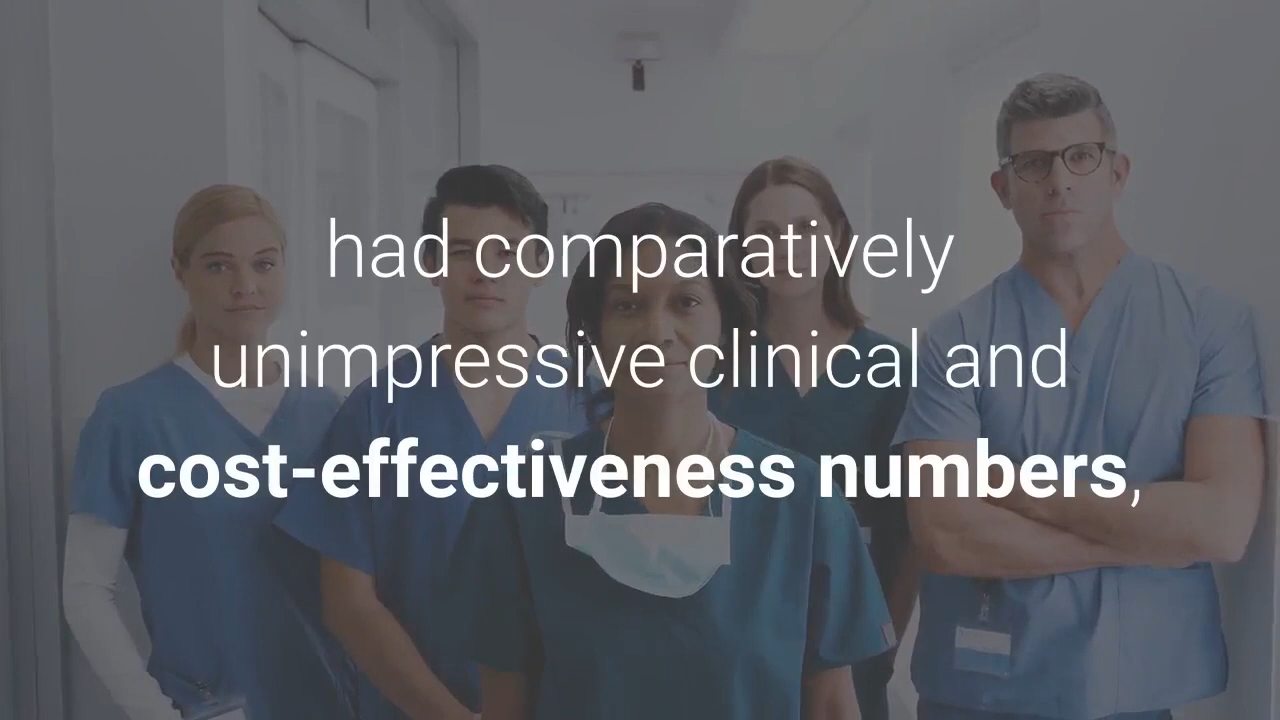 had comparatively
unimpressive clinical and
cost-effectiveness numbers,